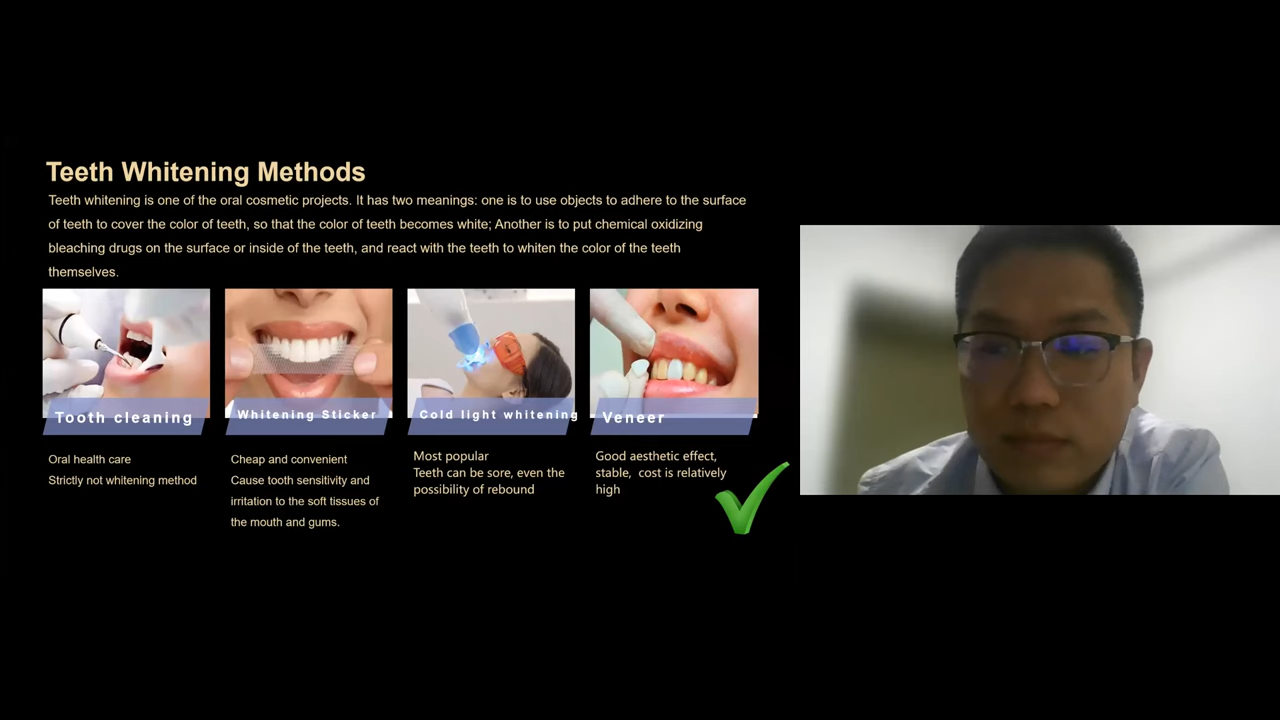 Teeth Whitening Methods
Teeth whitening is one of the oral cosmetic projects. It has two meanings: one is to use objects to adhere to the surface
of teeth to cover the color of teeth, so that the color of teeth becomes white; Another is to put chemical oxidizing
bleaching drugs on the surface or inside of the teeth, and react with the teeth to whiten the color of the teeth
themselves.
Tooth cleaning
Oral health care
Strictly not whitening method
Whitening Sticker
Cheap and convenient
Cause tooth sensitivity and
irritation to the soft tissues of
the mouth and gums.
Cold light whitening
Most popular
Teeth can be sore, even the
possibility of rebound
Veneer
Good aesthetic effect,
stable, cost is relatively
high